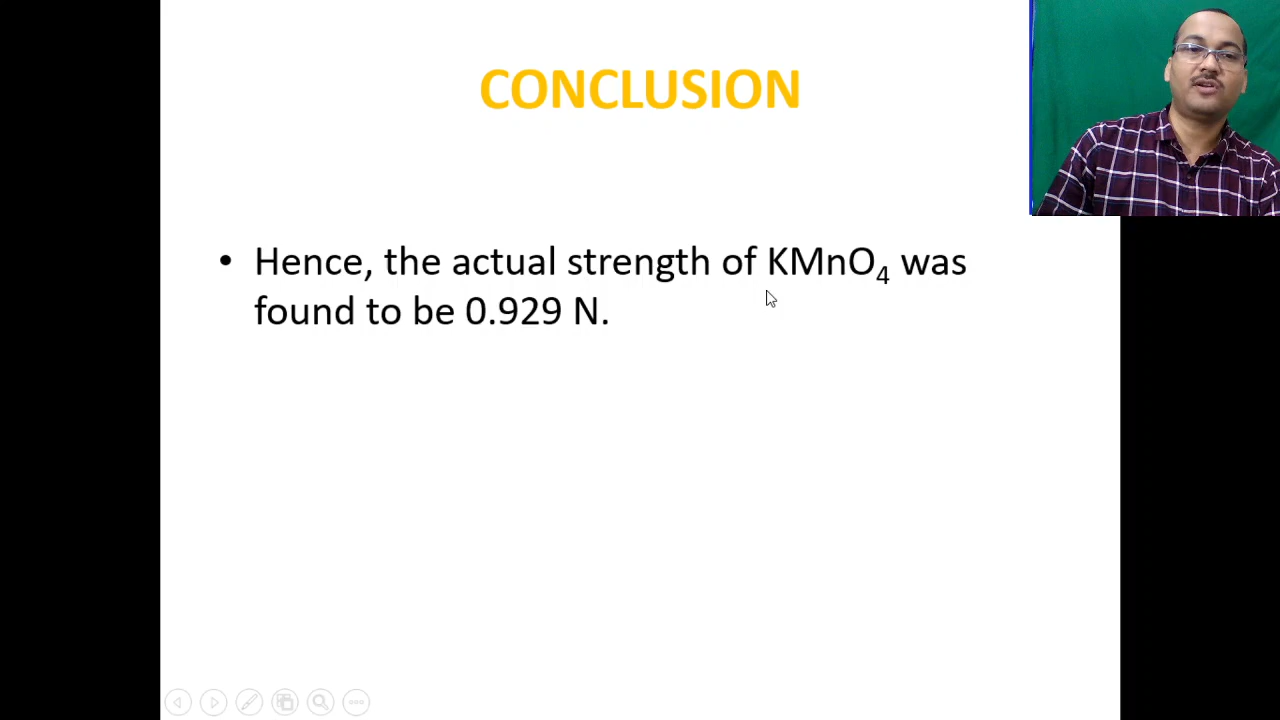 CONCLUSION
• Hence, the actual strength of KMnO₄ was
found to be 0.929 N.